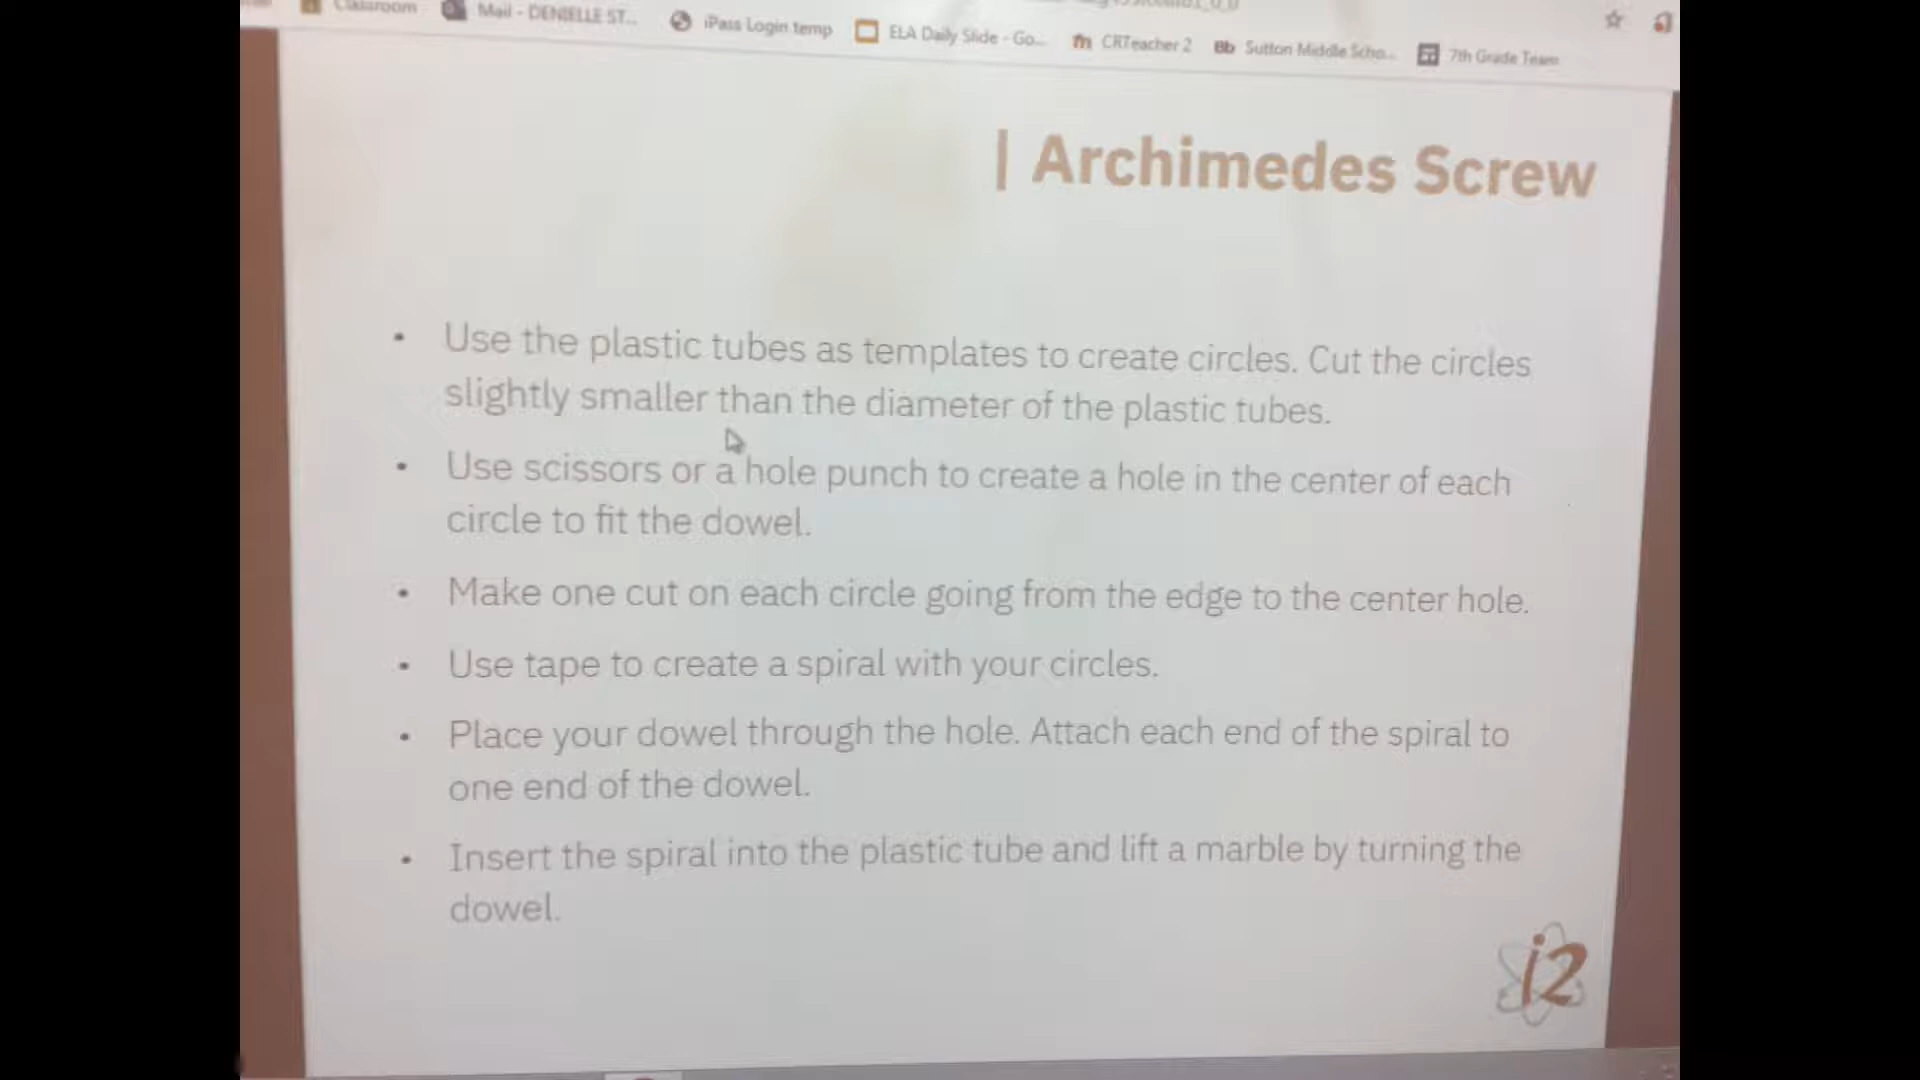 Classroom Mail - DENIELLE ST... iPass Login temp ELA Daily Slide - Go... CRTeacher 2 Bb Sutton Middle Scho... 7th Grade Team
| Archimedes Screw
• Use the plastic tubes as templates to create circles. Cut the circles
slightly smaller than the diameter of the plastic tubes.
• Use scissors or a hole punch to create a hole in the center of each
circle to fit the dowel.
• Make one cut on each circle going from the edge to the center hole.
• Use tape to create a spiral with your circles.
• Place your dowel through the hole. Attach each end of the spiral to
one end of the dowel.
• Insert the spiral into the plastic tube and lift a marble by turning the
dowel.
i2